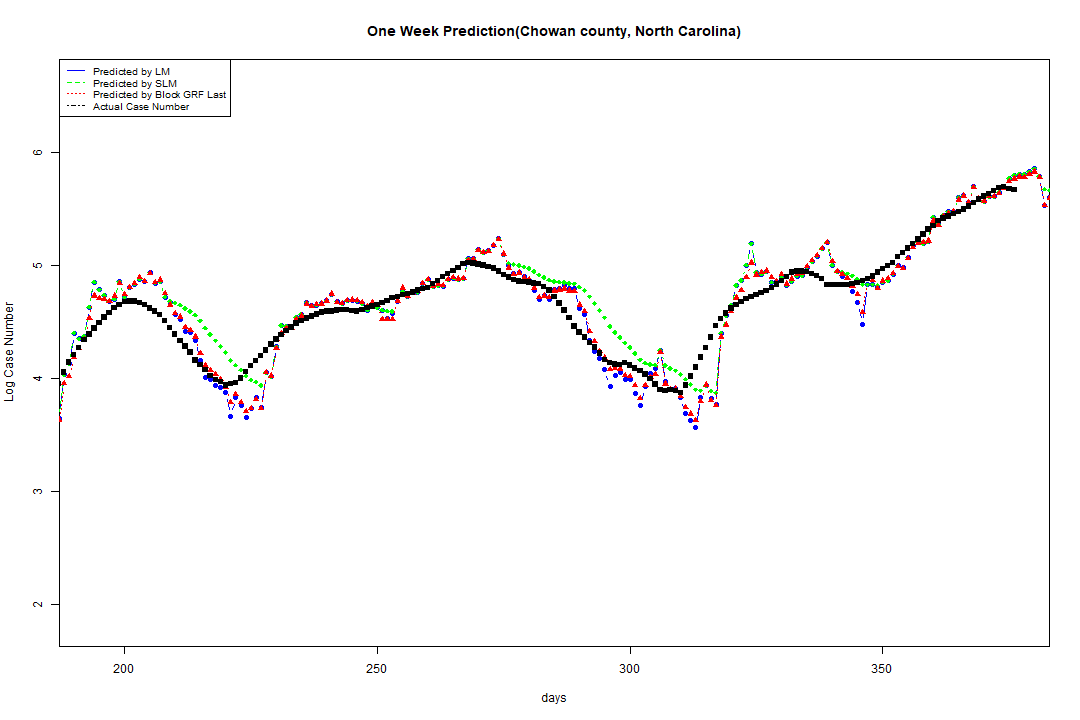 One Week Prediction(Chowan county, North Carolina)
Predicted by LM
Predicted by SLM
Predicted by Block GRF Last
Actual Case Number
6
5
4
3
2
Log Case Number
200 250 300 350
days